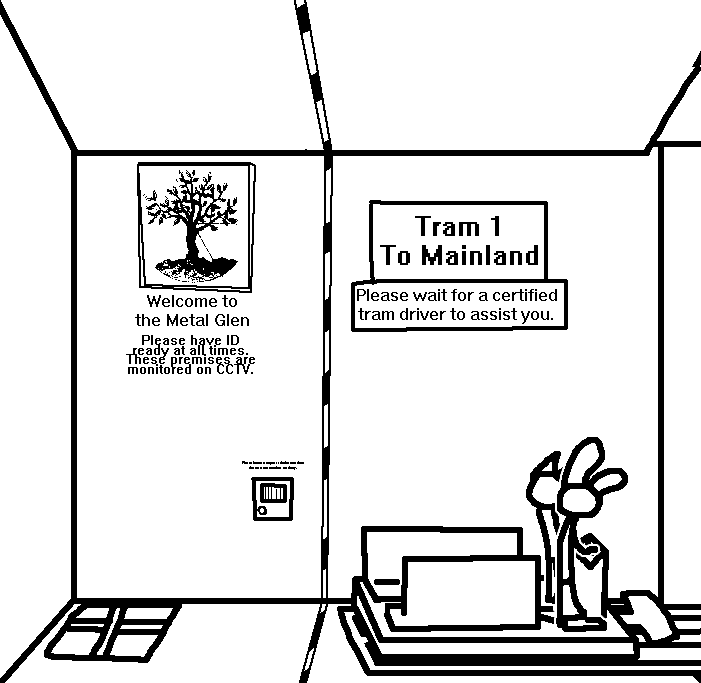 Welcome to
the Metal Glen
Please have ID
ready at all times.
These premises are
monitored on CCTV.
Tram 1
To Mainland
Please wait for a certified
tram driver to assist you.